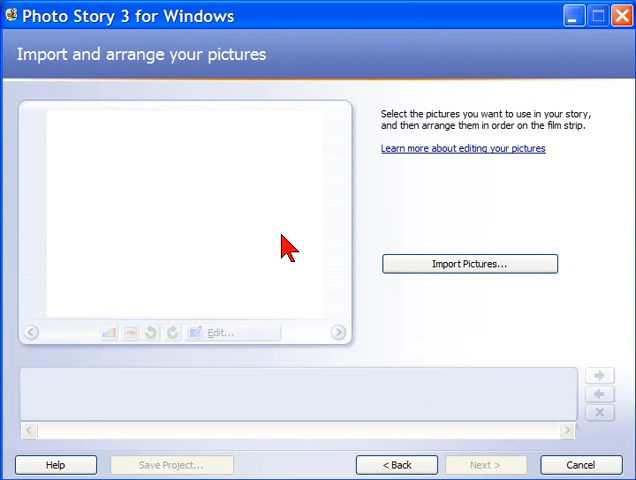 Photo Story 3 for Windows
Import and arrange your pictures
Select the pictures you want to use in your story,
and then arrange them in order on the film strip.
Learn more about editing your pictures
Import Pictures...
Edit...
Help
Save Project...
< Back
Next >
Cancel